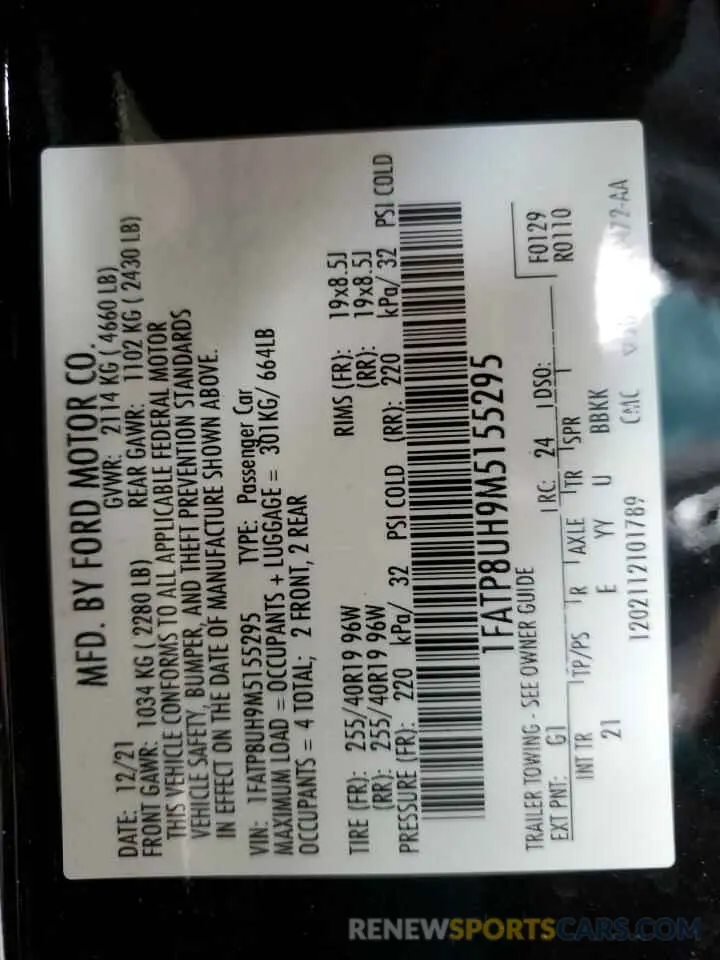 MFD. BY FORD MOTOR CO.
DATE: 12/21 GVWR: 2114 KG ( 4660 LB)
FRONT GAWR: 1034 KG ( 2280 LB) REAR GAWR: 1102 KG ( 2430 LB)
THIS VEHICLE CONFORMS TO ALL APPLICABLE FEDERAL MOTOR
VEHICLE SAFETY, BUMPER, AND THEFT PREVENTION STANDARDS
IN EFFECT ON THE DATE OF MANUFACTURE SHOWN ABOVE.
VIN: 1FATP8UH9M5155295 TYPE: Passenger Car
MAXIMUM LOAD = OCCUPANTS + LUGGAGE = 301KG/ 664LB
OCCUPANTS = 4 TOTAL; 2 FRONT, 2 REAR
TIRE (FR): 255/40R19 96W RIMS (FR): 19x8.5J
(RR): 255/40R19 96W (RR): 19x8.5J
PRESSURE (FR): 220 kPa/ 32 PSI COLD (RR): 220 kPa/ 32 PSI COLD
1FATP8UH9M5155295
TRAILER TOWING - SEE OWNER GUIDE
EXT PNT: G1 RC: 24 DSO: F0129
INT TR TP/PS R AXLE TR SPR R0110
21 E YY U BBKK
1202112101789 CMC
RENEWSPORTSCARS.COM